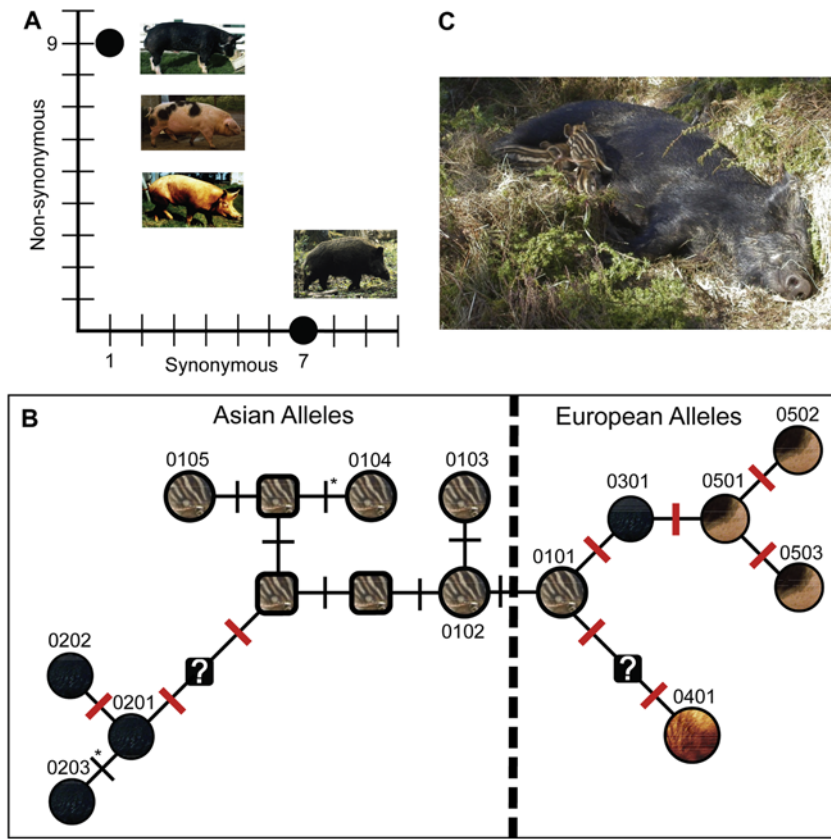 A
9
Non-synonymous
1
Synonymous
7
C
B
Asian Alleles
European Alleles
0105
*
0104
0103
0502
0301
0501
0503
0101
0102
0202
?
?
0201
0401
*
0203